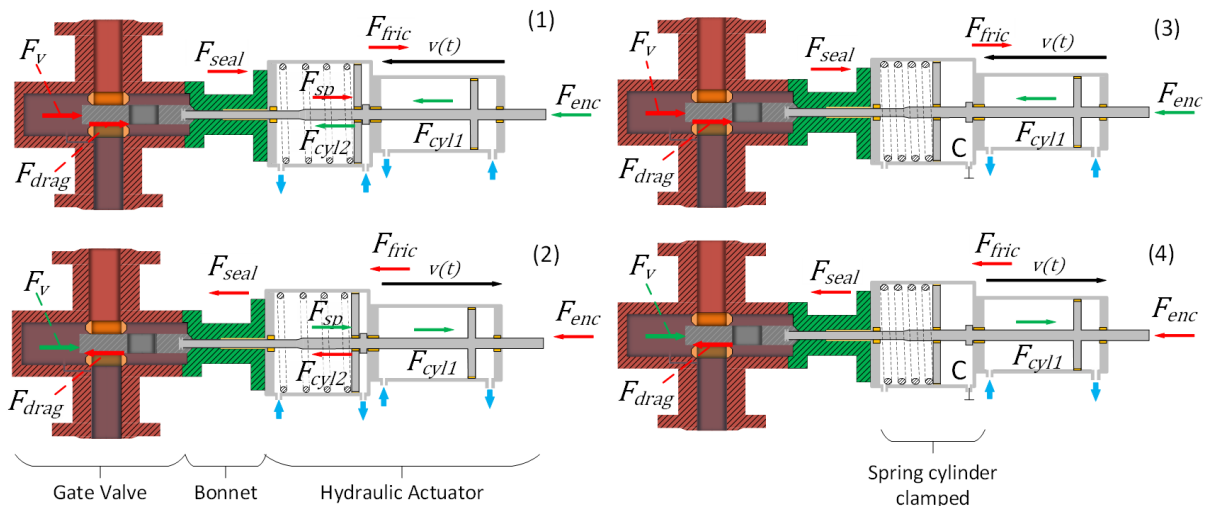 (1)
F_fric
v(t)
F_seal
F_v
F_sp
F_enc
F_cyl2
F_cyl1
F_drag
(2)
F_fric
v(t)
F_seal
F_v
F_sp
F_enc
F_cyl2
F_cyl1
F_drag
Gate Valve
Bonnet
Hydraulic Actuator
(3)
F_fric
v(t)
F_seal
F_v
F_enc
C
F_cyl1
F_drag
(4)
F_fric
v(t)
F_seal
F_v
F_enc
C
F_cyl1
F_drag
Spring cylinder
clamped